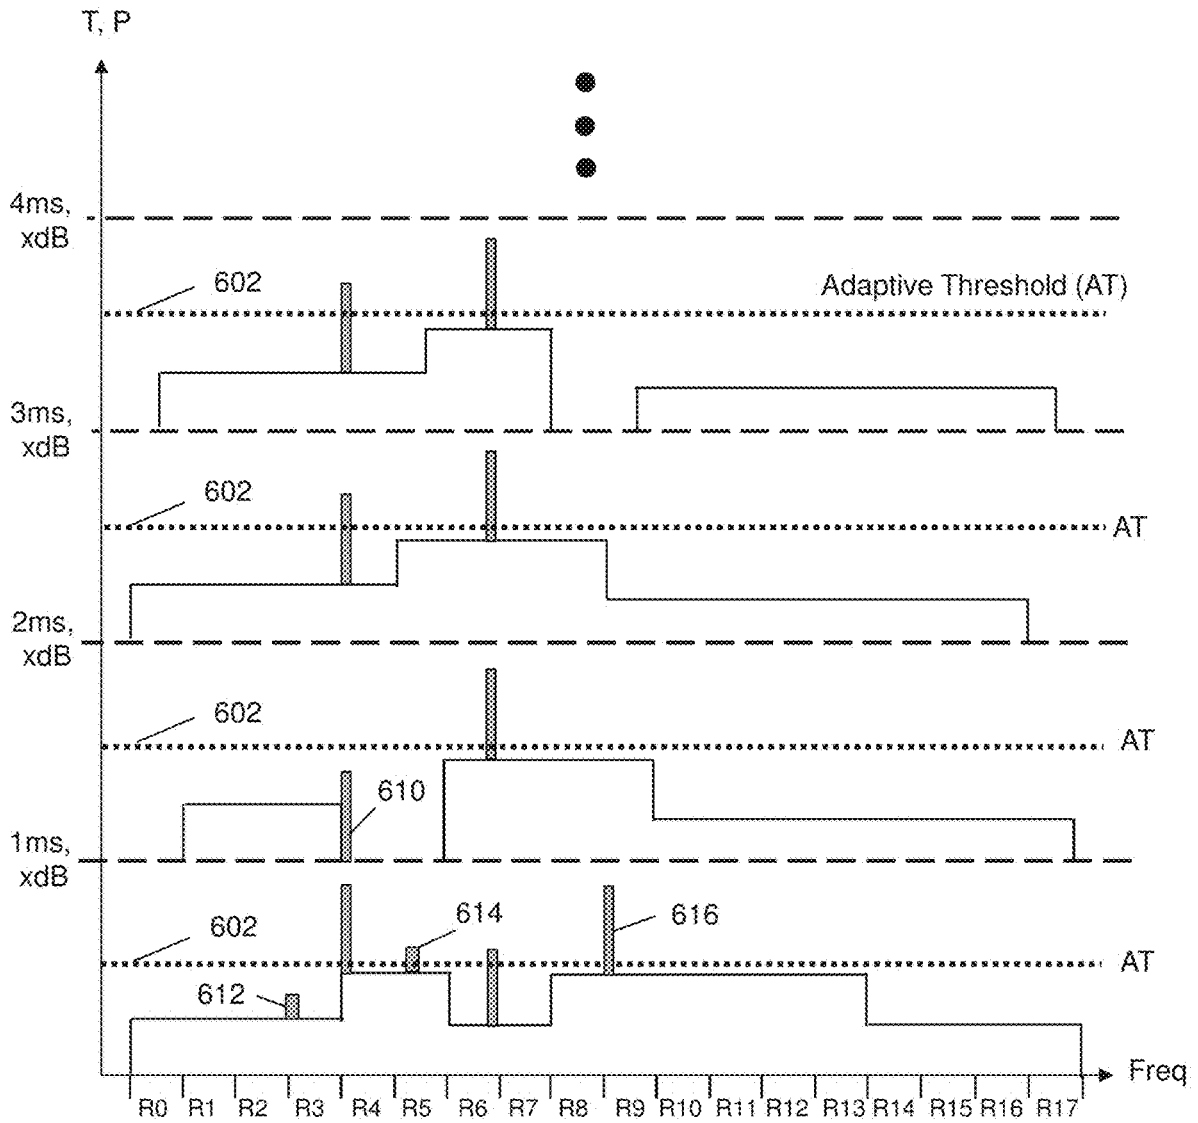 T, P
4ms,
xdB
602
Adaptive Threshold (AT)
3ms,
xdB
602
AT
2ms,
xdB
602
AT
610
1ms,
xdB
614
616
602
AT
612
Freq
R0 R1 R2 R3 R4 R5 R6 R7 R8 R9 R10 R11 R12 R13 R14 R15 R16 R17